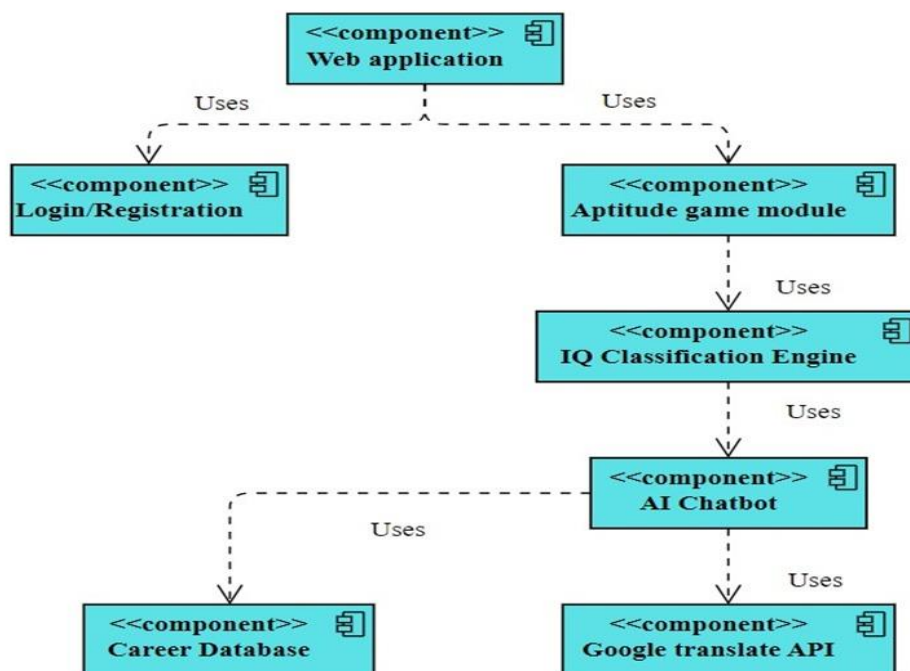 <<component>>
Web application
Uses
Uses
<<component>>
Login/Registration
<<component>>
Aptitude game module
Uses
<<component>>
IQ Classification Engine
Uses
<<component>>
AI Chatbot
Uses
Uses
<<component>>
Career Database
<<component>>
Google translate API